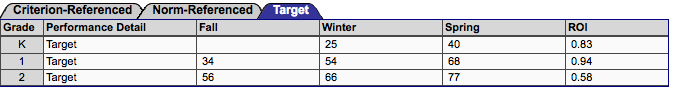 Criterion-Referenced Norm-Referenced Target
Grade Performance Detail Fall Winter Spring ROI
K Target 25 40 0.83
1 Target 34 54 68 0.94
2 Target 56 66 77 0.58